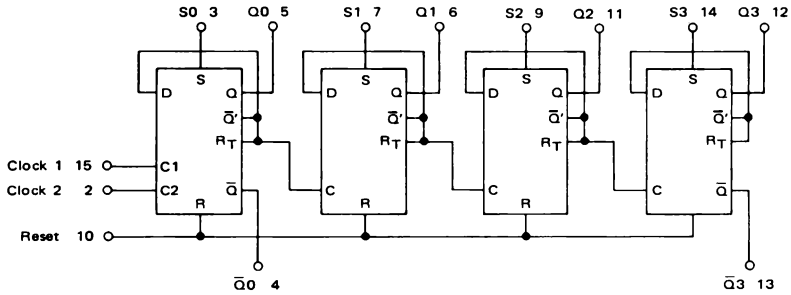 S0 3 Q0 5 S1 7 Q1 6 S2 9 Q2 11 S3 14 Q3 12
S S S S
D Q D Q D Q D Q
Q̅' Q̅' Q̅' Q̅'
RT RT RT RT
Clock 1 15 C1
Clock 2 2 C2 Q̅ C C C Q̅
R R R
Reset 10
Q̅0 4 Q̅3 13